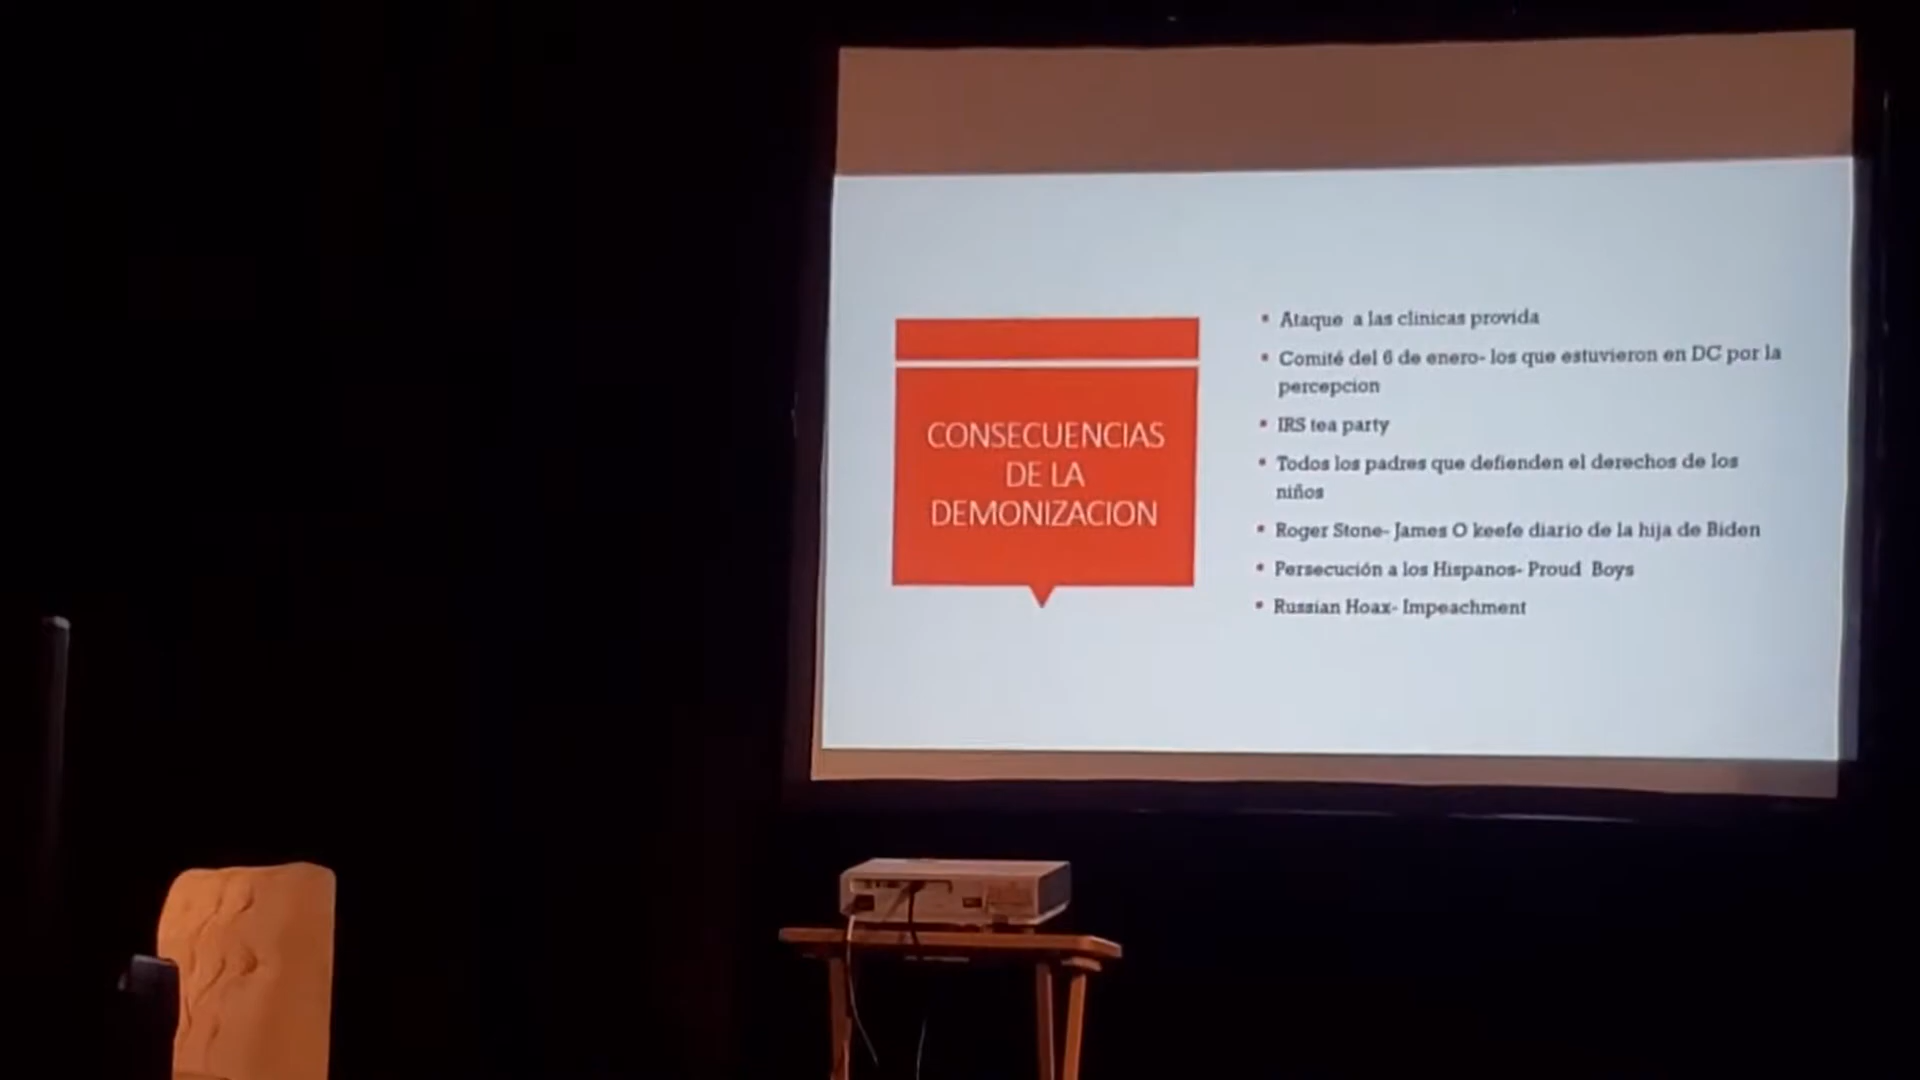 CONSECUENCIAS
DE LA
DEMONIZACION
Ataque a las clinicas provida
Comité del 6 de enero- los que estuvieron en DC por la
percepcion
IRS tea party
Todos los padres que defienden el derechos de los
niños
Roger Stone- James O keefe diario de la hija de Biden
Persecución a los Hispanos- Proud Boys
Russian Hoax- Impeachment